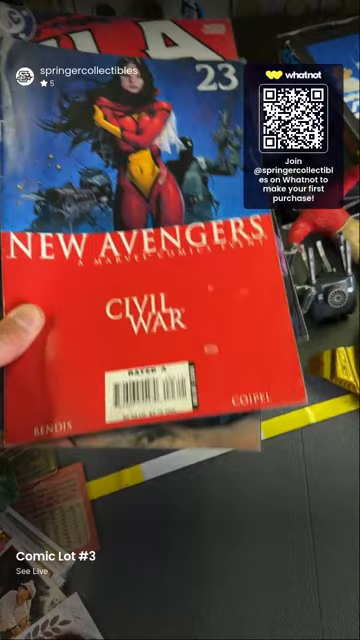 springercollectibles
★ 5
whatnot
Join
@springercollectibl
es on Whatnot to
make your first
purchase!
LA
23
NEW AVENGERS
A MARVEL COMICS EVENT
CIVIL
WAR
RATED A
BENDIS
COIPEL
Comic Lot #3
See Live